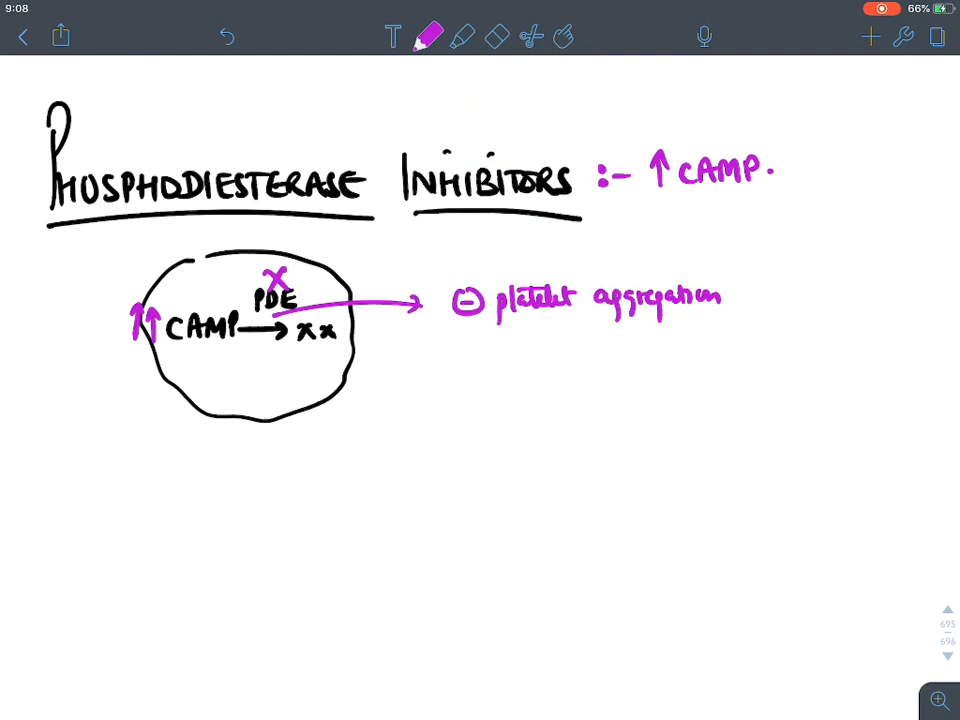 9:08
66%
T
PHOSPHODIESTERASE INHIBITORS :- ↑ CAMP.
X
PDE
↑↑ CAMP → xx
→ ⊖ platelet aggregation
695
696